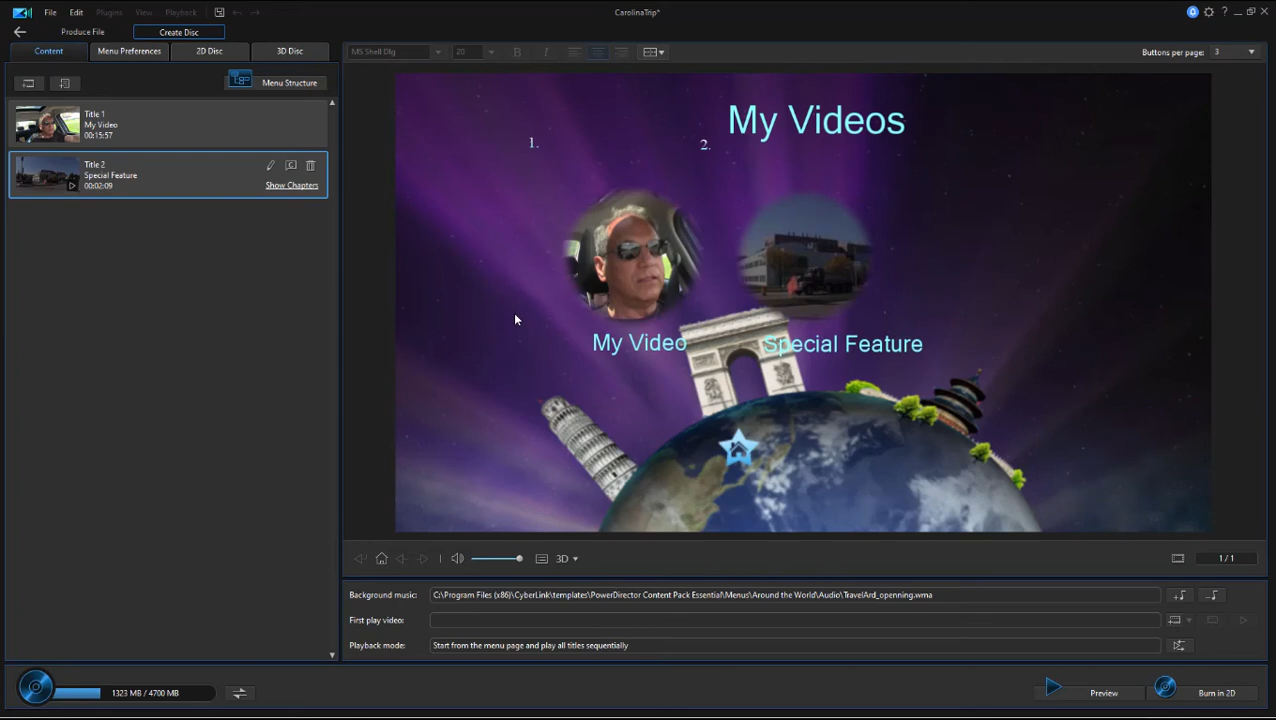 File Edit Plugins View Playback CarolinaTrip* ?
Produce File Create Disc
Content Menu Preferences 2D Disc 3D Disc
MS Shell Dlg 20 B I Buttons per page: 3
Menu Structure
Title 1
My Video
00:15:57
Title 2
Special Feature
00:02:09
Show Chapters
My Videos
1. 2.
My Video Special Feature
3D 1/1
Background music: C:\Program Files (x86)\CyberLink\templates\PowerDirector Content Pack Essential\Menus\Around the World\Audio\TravelArd_openning.wma
First play video:
Playback mode: Start from the menu page and play all titles sequentially
1323 MB / 4700 MB Preview Burn in 2D